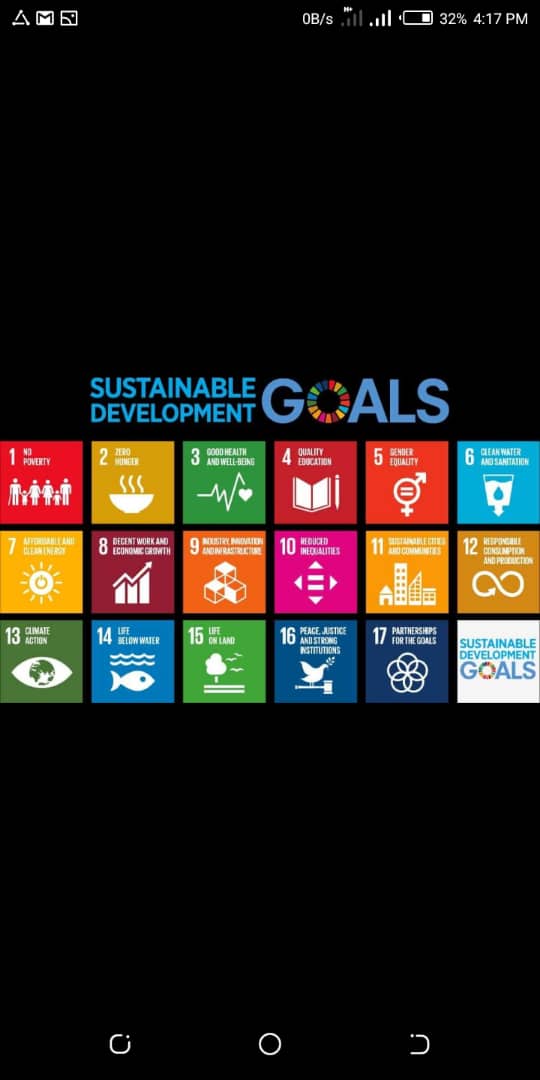 0B/s H+ 32% 4:17 PM
SUSTAINABLE
DEVELOPMENT GOALS
1 NO
POVERTY
2 ZERO
HUNGER
3 GOOD HEALTH
AND WELL-BEING
4 QUALITY
EDUCATION
5 GENDER
EQUALITY
6 CLEAN WATER
AND SANITATION
7 AFFORDABLE AND
CLEAN ENERGY
8 DECENT WORK AND
ECONOMIC GROWTH
9 INDUSTRY, INNOVATION
AND INFRASTRUCTURE
10 REDUCED
INEQUALITIES
11 SUSTAINABLE CITIES
AND COMMUNITIES
12 RESPONSIBLE
CONSUMPTION
AND PRODUCTION
13 CLIMATE
ACTION
14 LIFE
BELOW WATER
15 LIFE
ON LAND
16 PEACE, JUSTICE
AND STRONG
INSTITUTIONS
17 PARTNERSHIPS
FOR THE GOALS
SUSTAINABLE
DEVELOPMENT
GOALS